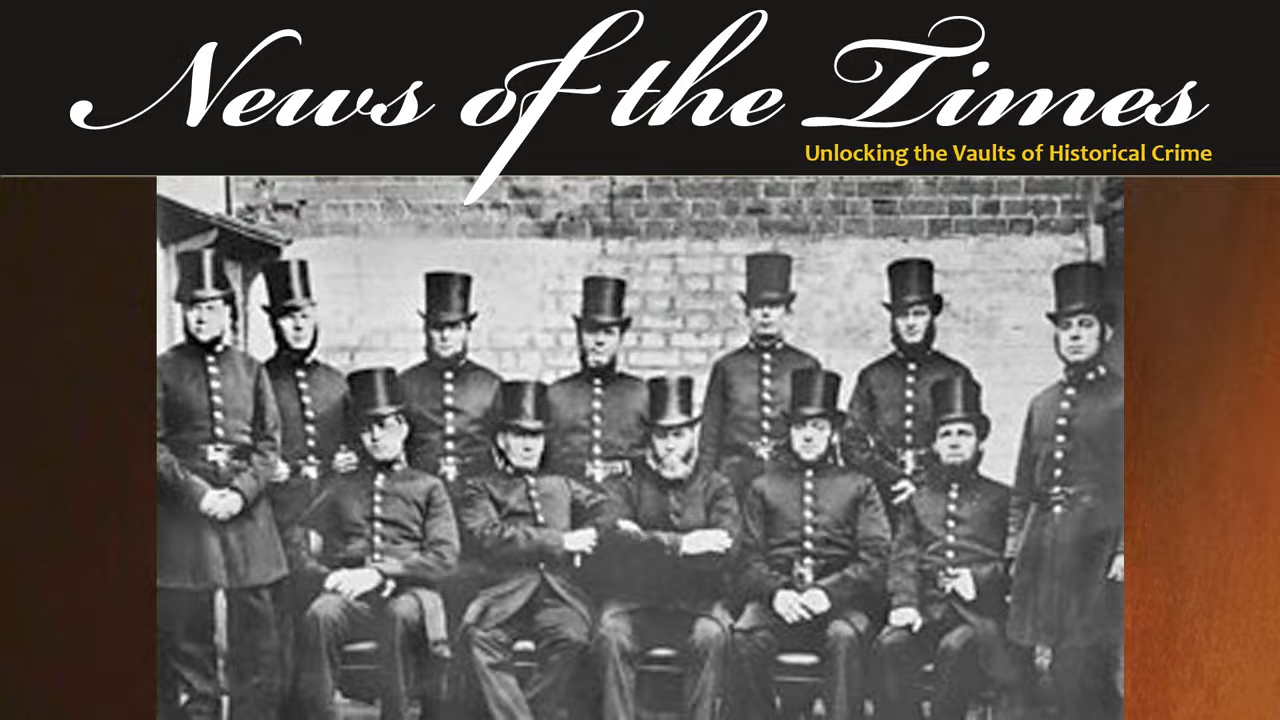 News of the Times
Unlocking the Vaults of Historical Crime